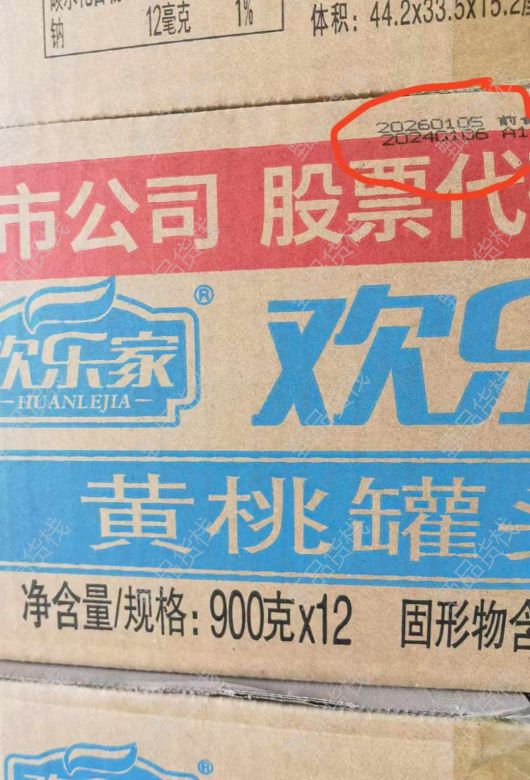 钠 12毫克 1%
体积: 44.2x33.5x15.2
20260105 前
20240106 A1
市公司 股票代
欢乐家 ®
HUANLEJIA
欢乐
黄桃罐
净含量/规格: 900克x12 固形物含
®